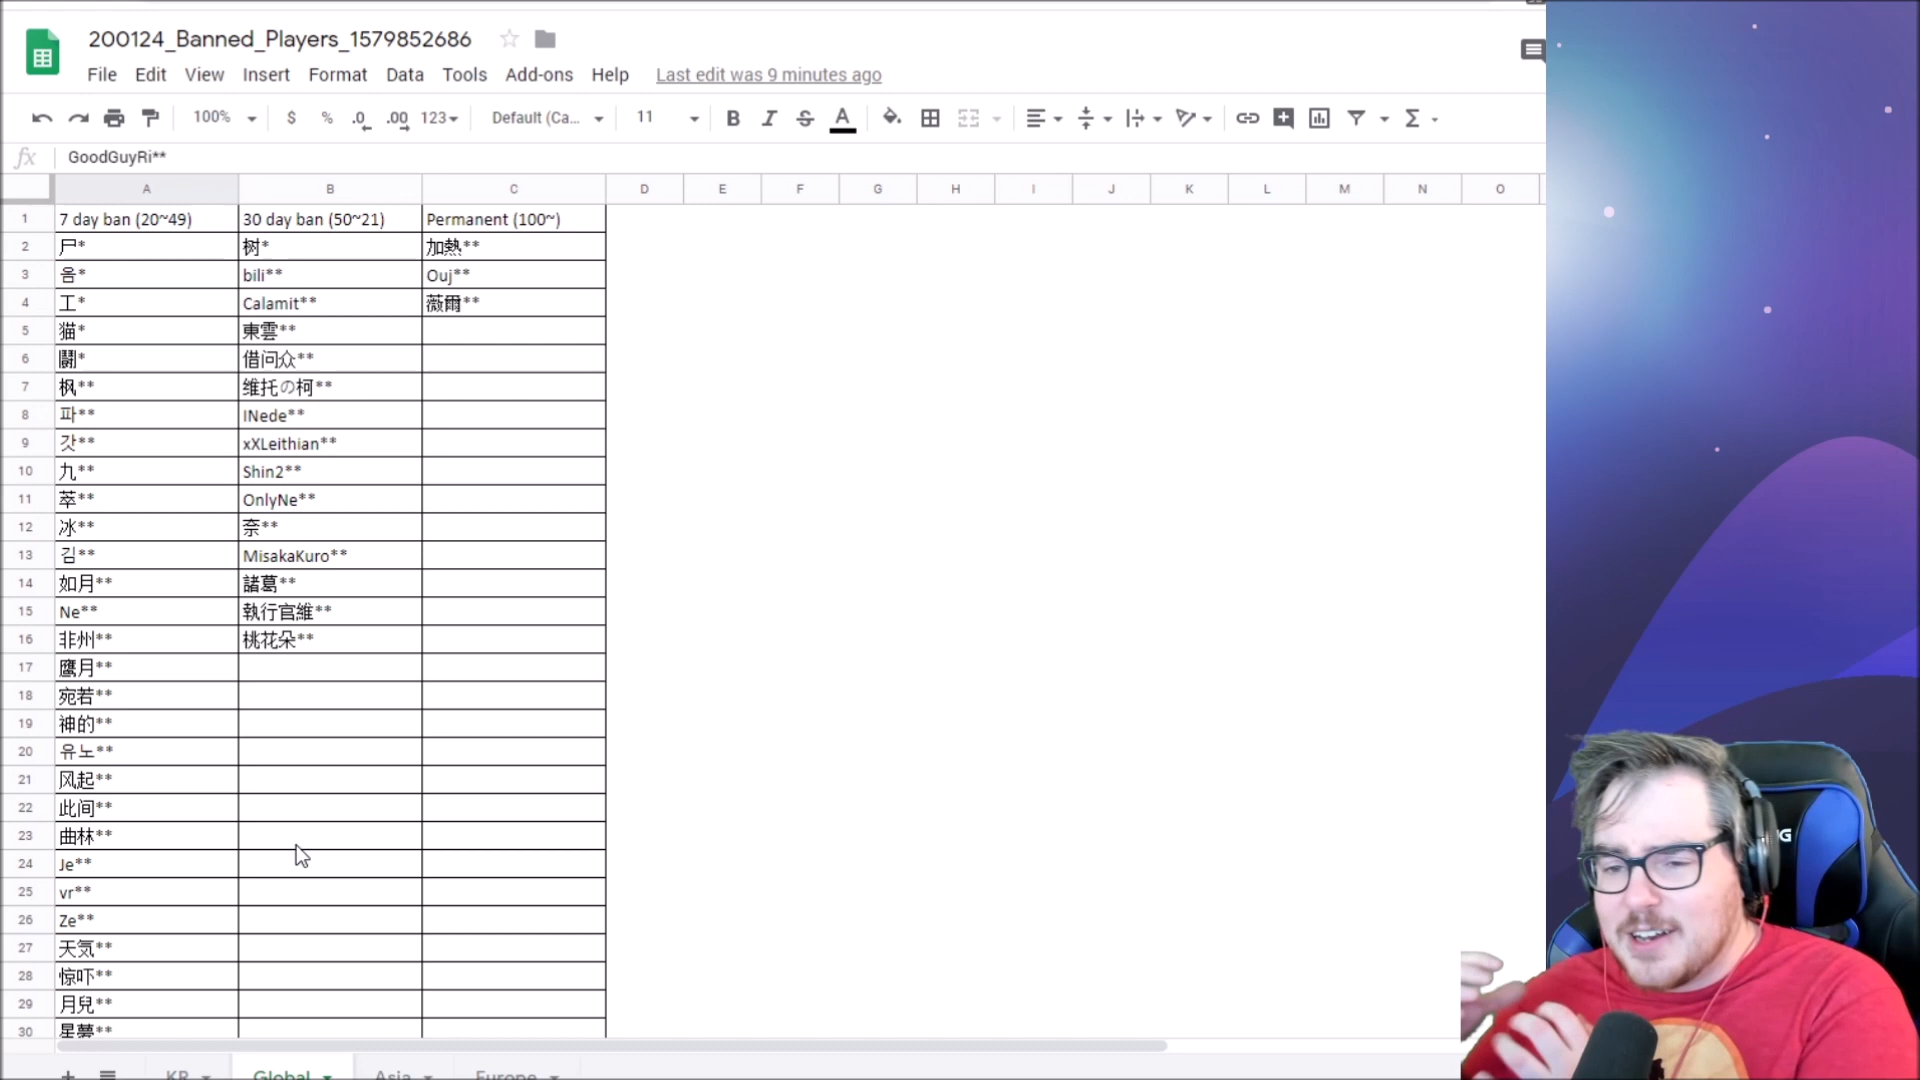 200124_Banned_Players_1579852686
File Edit View Insert Format Data Tools Add-ons Help Last edit was 9 minutes ago
100% $ % .0 .00 123 Default (Ca... 11 B I S A
fx GoodGuyRi**
A B C D E F G H I J K L M N O
1 7 day ban (20~49) 30 day ban (50~21) Permanent (100~)
2 尸* 树* 加熱**
3 음* bili** Ouj**
4 工* Calamit** 薇爾**
5 猫* 東雲**
6 鬪* 借问众**
7 枫** 维托の柯**
8 파** INede**
9 갓** xXLeithian**
10 九** Shin2**
11 萃** OnlyNe**
12 冰** 奈**
13 김** MisakaKuro**
14 如月** 諸葛**
15 Ne** 執行官維**
16 非州** 桃花朵**
17 鷹月**
18 宛若**
19 神的**
20 유노**
21 风起**
22 此间**
23 曲林**
24 Je**
25 vr**
26 Ze**
27 天気**
28 惊吓**
29 月兒**
30 星夢**
KR Global Asia Europe